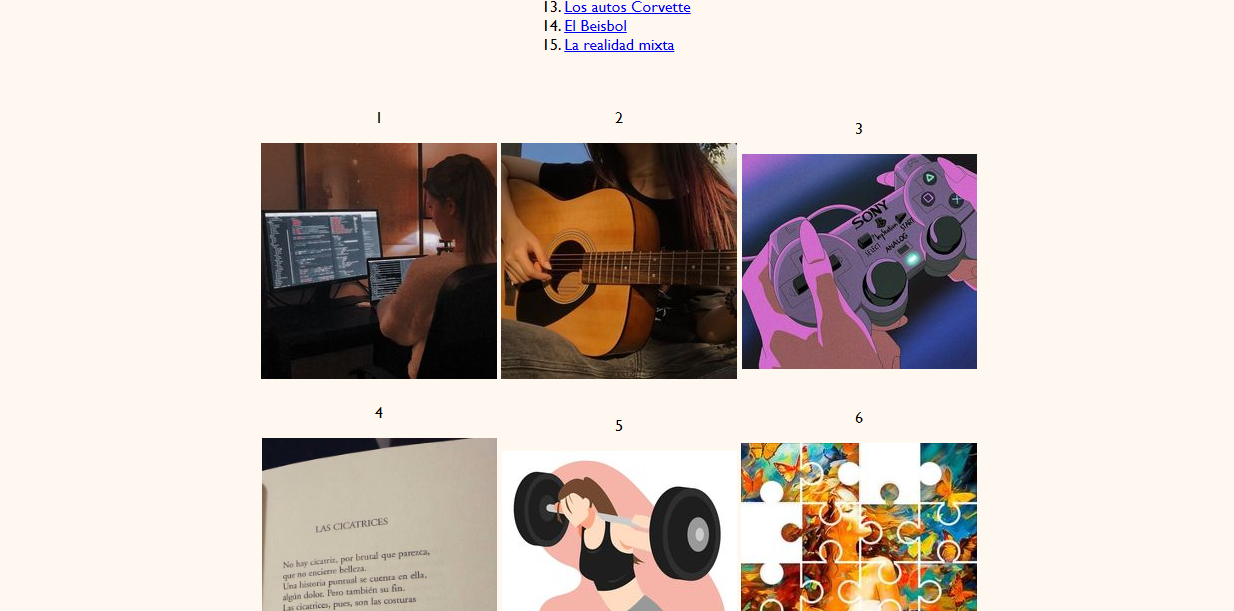 13. Los autos Corvette
14. El Beisbol
15. La realidad mixta
1
2
3
SONY
PlayStation
SELECT
START
ANALOG
4
5
6
LAS CICATRICES
No hay cicatriz, por brutal que parezca,
que no encierre belleza.
Una historia puntual se cuenta en ella,
algún dolor. Pero también su fin.
Las cicatrices, pues, son las costuras